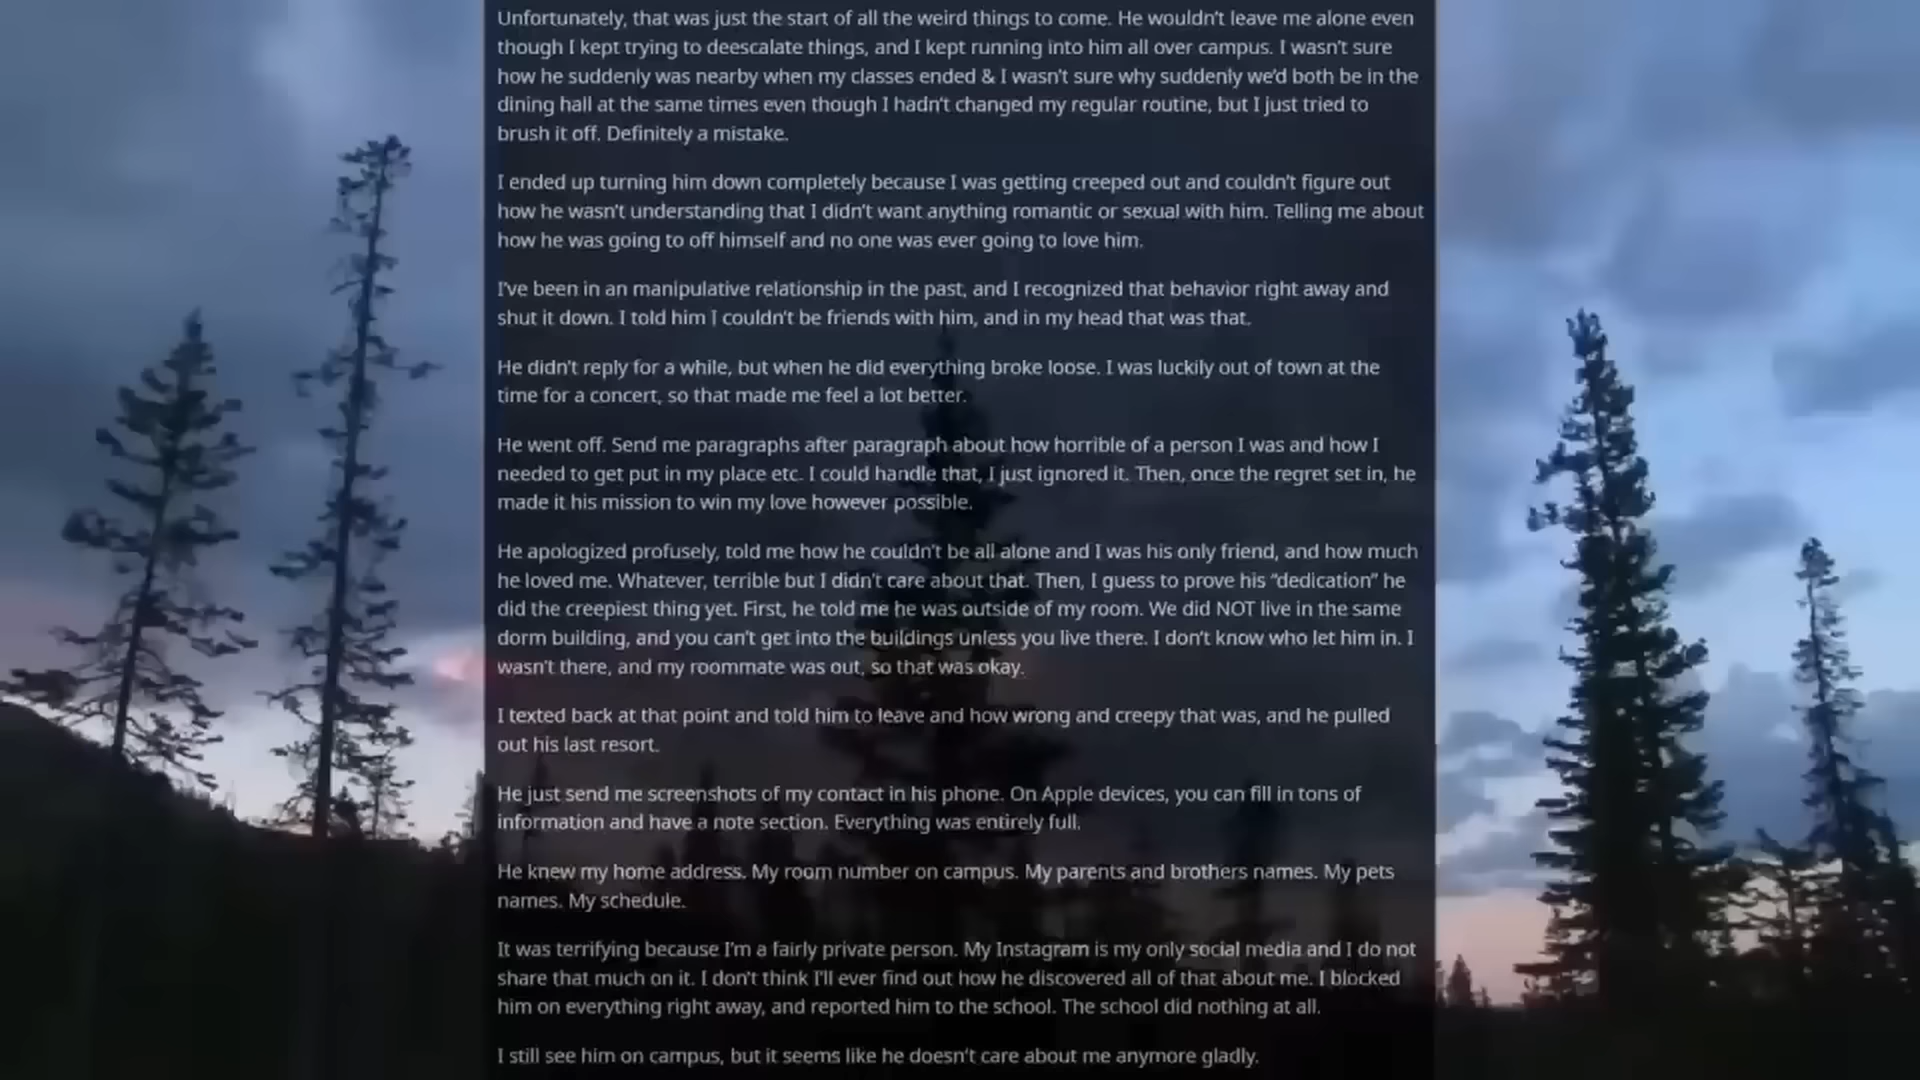 Unfortunately, that was just the start of all the weird things to come. He wouldn't leave me alone even
though I kept trying to deescalate things, and I kept running into him all over campus. I wasn't sure
how he suddenly was nearby when my classes ended & I wasn't sure why suddenly we'd both be in the
dining hall at the same times even though I hadn't changed my regular routine, but I just tried to
brush it off. Definitely a mistake.
I ended up turning him down completely because I was getting creeped out and couldn't figure out
how he wasn't understanding that I didn't want anything romantic or sexual with him. Telling me about
how he was going to off himself and no one was ever going to love him.
I've been in an manipulative relationship in the past, and I recognized that behavior right away and
shut it down. I told him I couldn't be friends with him, and in my head that was that.
He didn't reply for a while, but when he did everything broke loose. I was luckily out of town at the
time for a concert, so that made me feel a lot better.
He went off. Send me paragraphs after paragraph about how horrible of a person I was and how I
needed to get put in my place etc. I could handle that, I just ignored it. Then, once the regret set in, he
made it his mission to win my love however possible.
He apologized profusely, told me how he couldn't be all alone and I was his only friend, and how much
he loved me. Whatever, terrible but I didn't care about that. Then, I guess to prove his “dedication” he
did the creepiest thing yet. First, he told me he was outside of my room. We did NOT live in the same
dorm building, and you can't get into the buildings unless you live there. I don't know who let him in. I
wasn't there, and my roommate was out, so that was okay.
I texted back at that point and told him to leave and how wrong and creepy that was, and he pulled
out his last resort.
He just send me screenshots of my contact in his phone. On Apple devices, you can fill in tons of
information and have a note section. Everything was entirely full.
He knew my home address. My room number on campus. My parents and brothers names. My pets
names. My schedule.
It was terrifying because I'm a fairly private person. My Instagram is my only social media and I do not
share that much on it. I don't think I'll ever find out how he discovered all of that about me. I blocked
him on everything right away, and reported him to the school. The school did nothing at all.
I still see him on campus, but it seems like he doesn't care about me anymore gladly.